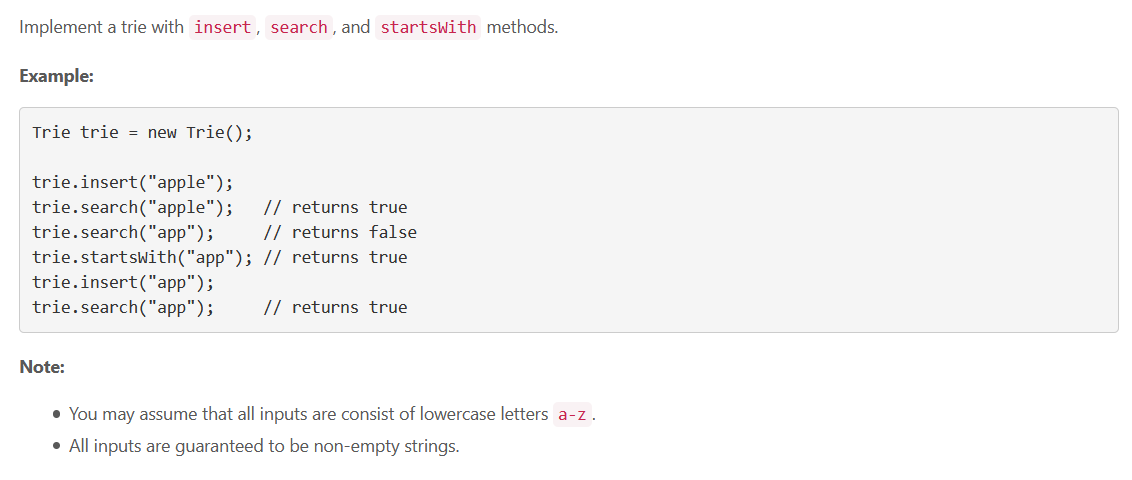 Implement a trie with insert, search, and startsWith methods.
Example:
Trie trie = new Trie();
trie.insert("apple");
trie.search("apple");   // returns true
trie.search("app");     // returns false
trie.startsWith("app"); // returns true
trie.insert("app");
trie.search("app");     // returns true
Note:
• You may assume that all inputs are consist of lowercase letters a-z.
• All inputs are guaranteed to be non-empty strings.